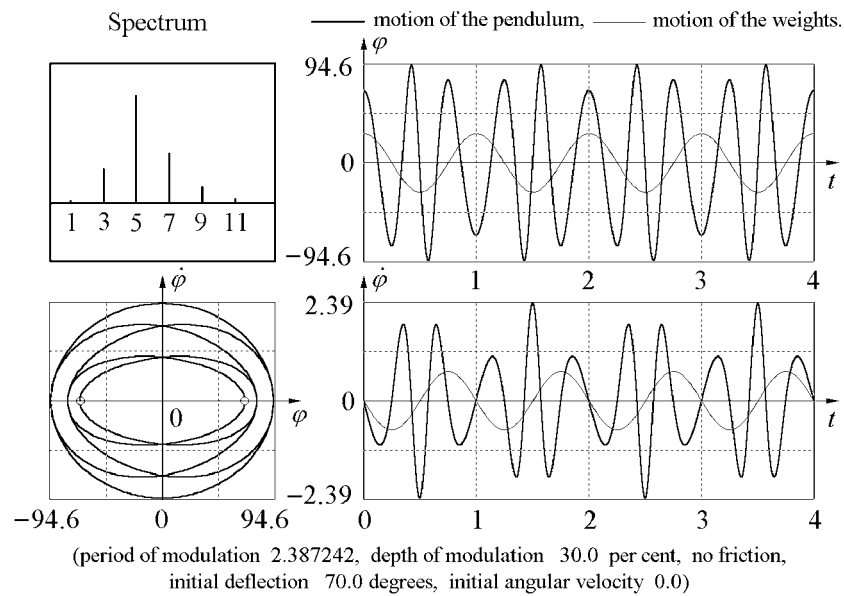 Spectrum
motion of the pendulum, motion of the weights.
φ
94.6
0
−94.6
t
1 2 3 4
1 3 5 7 9 11
φ̇
φ
0
−94.6 0 94.6
φ̇
2.39
0
−2.39
t
0 1 2 3 4
(period of modulation 2.387242, depth of modulation 30.0 per cent, no friction,
initial deflection 70.0 degrees, initial angular velocity 0.0)